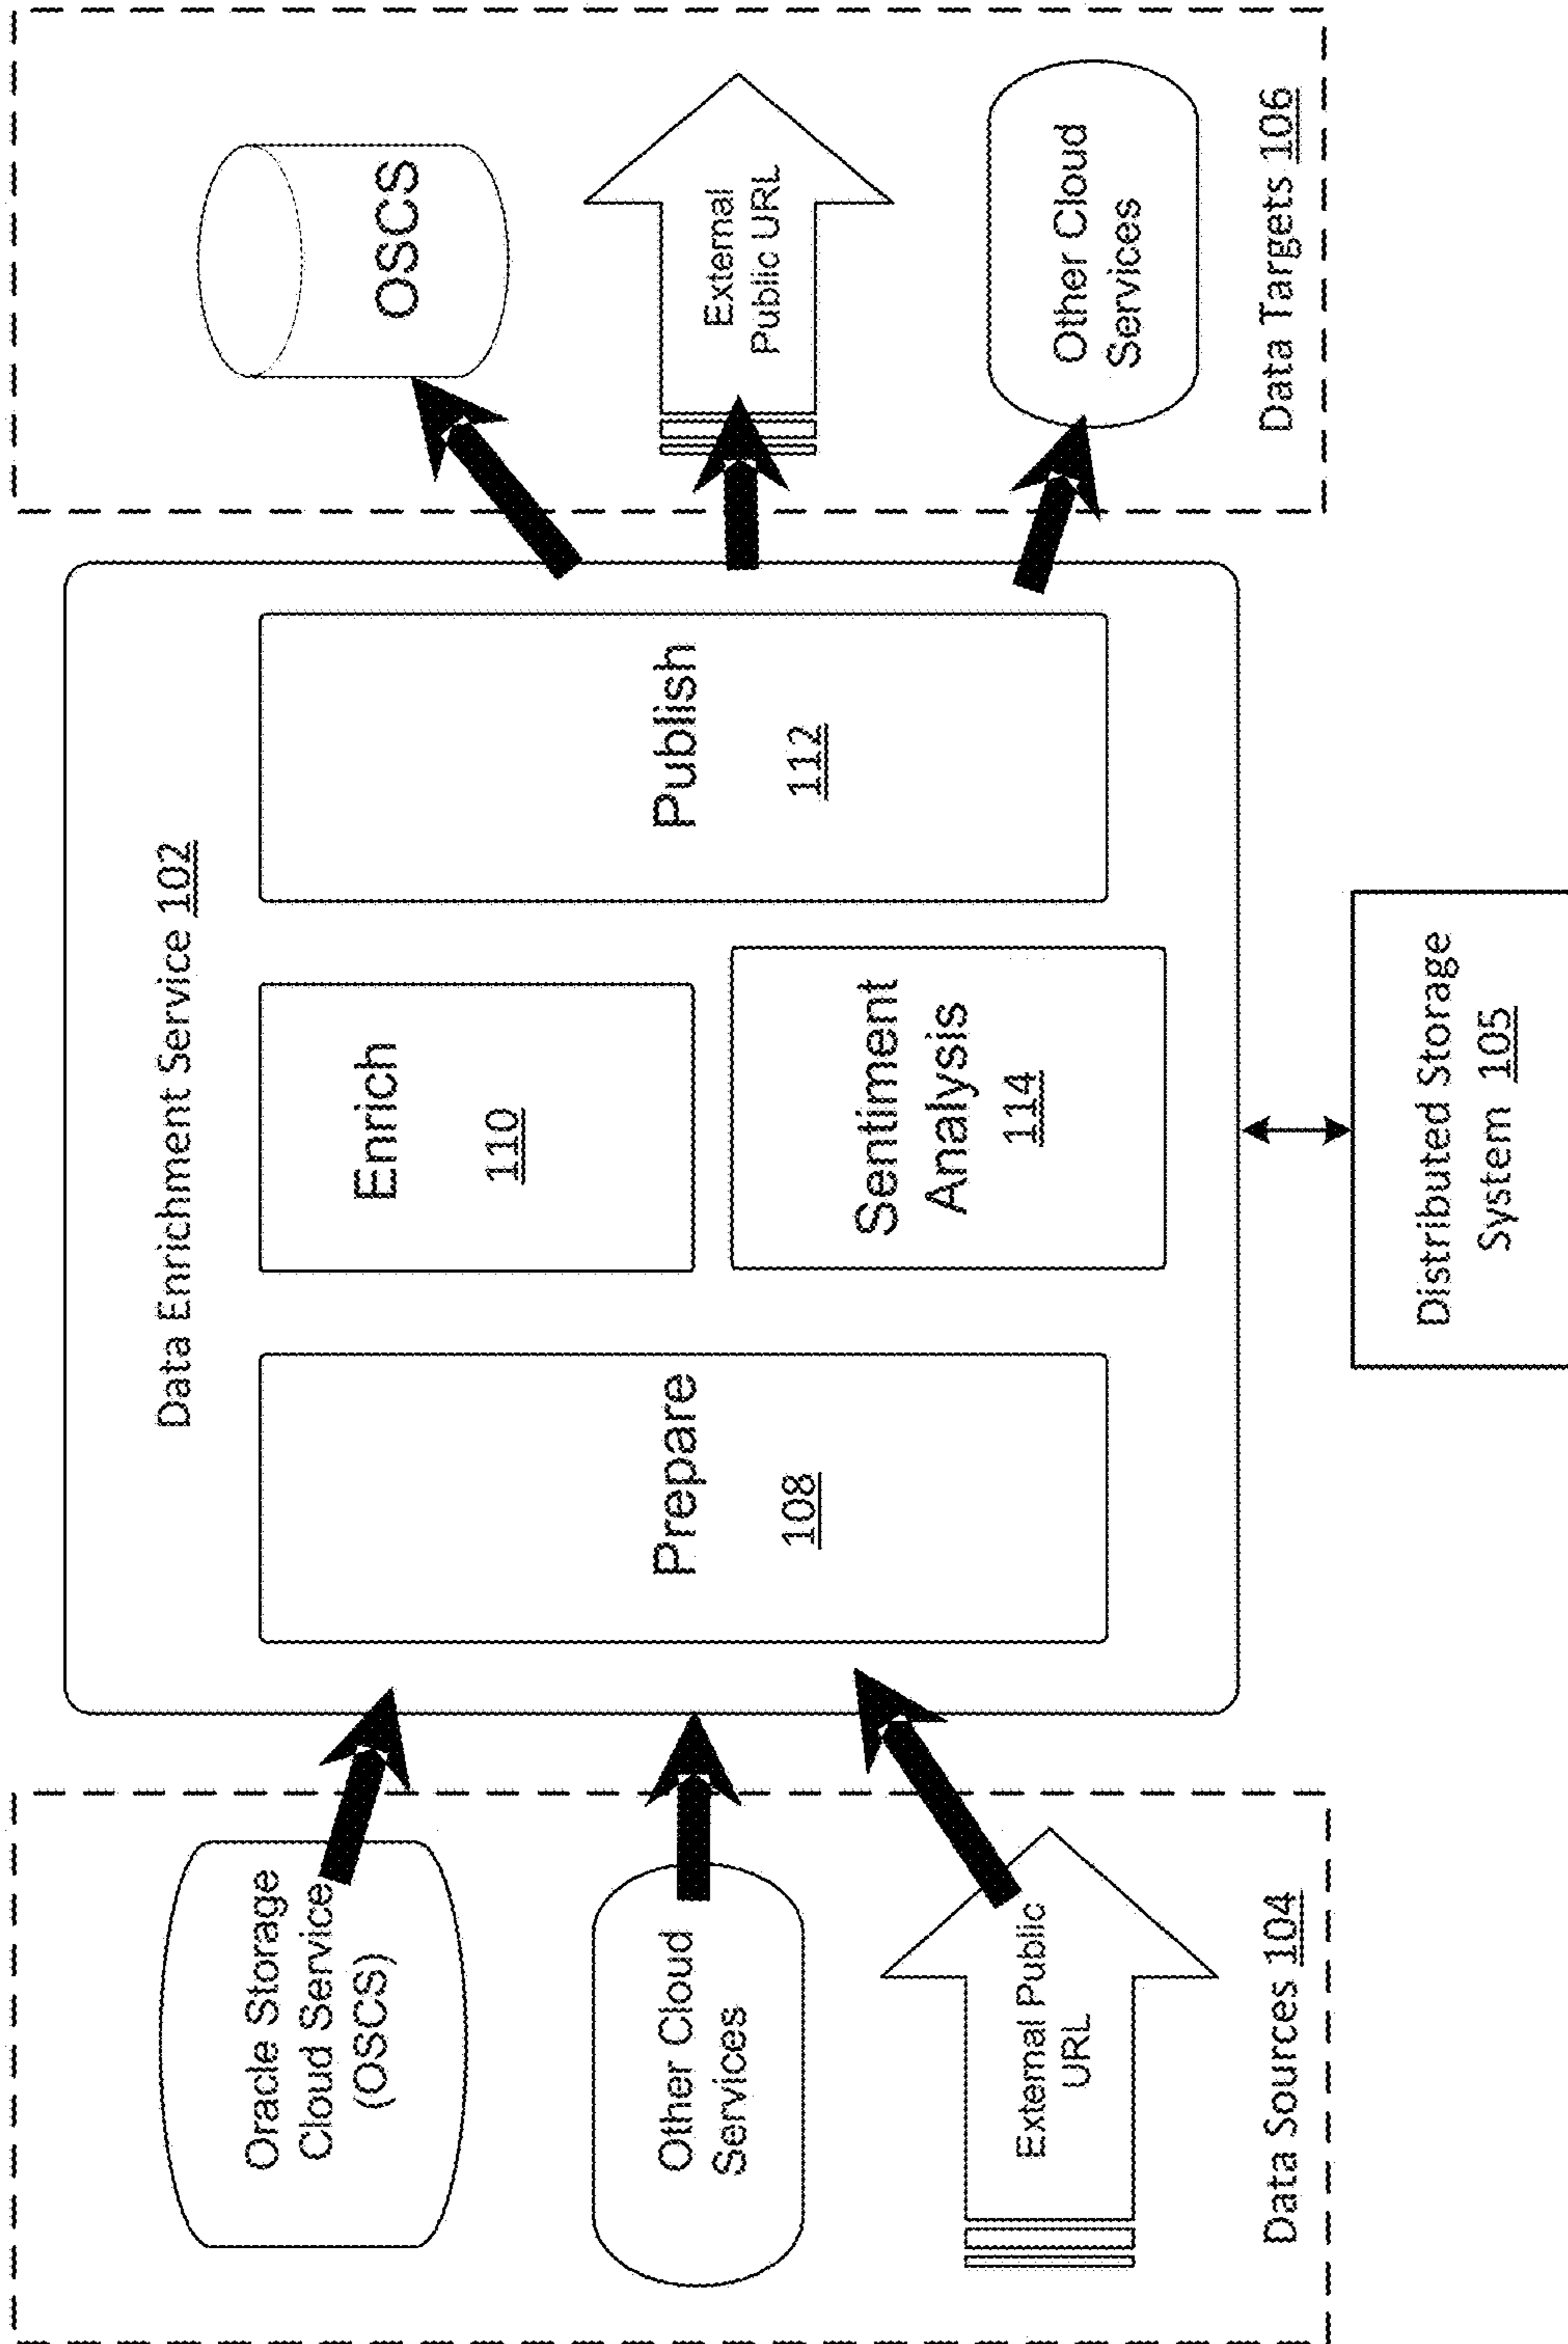 Oracle Storage
Cloud Service
(OSCS)
Other Cloud
Services
External Public
URL
Data Sources 104
Data Enrichment Service 102
Prepare
108
Enrich
110
Sentiment
Analysis
114
Publish
112
Distributed Storage
System 105
OSCS
External
Public URL
Other Cloud
Services
Data Targets 106